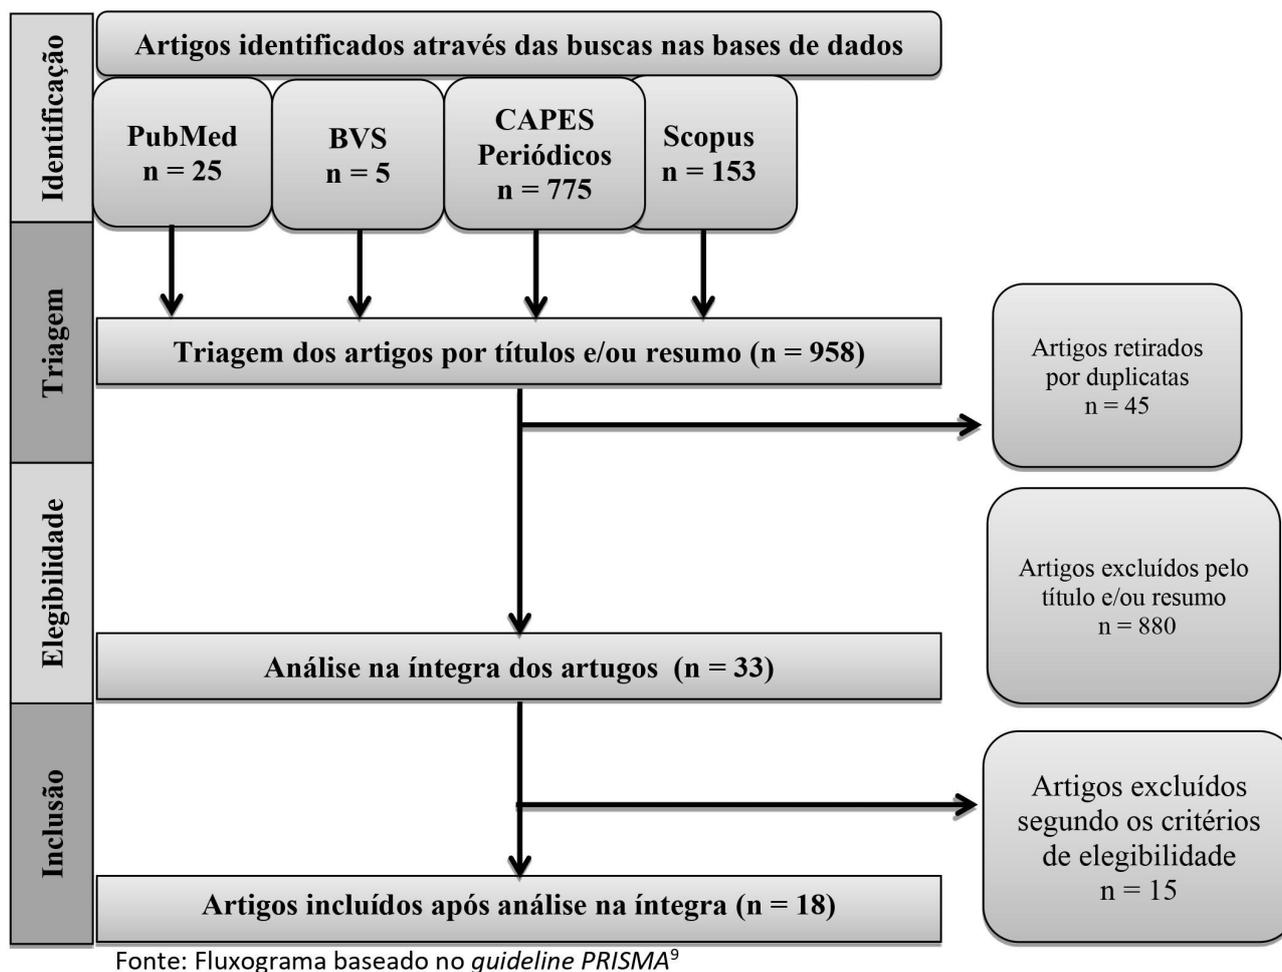 Identificação
Artigos identificados através das buscas nas bases de dados
PubMed
n = 25
BVS
n = 5
CAPES
Periódicos
n = 775
Scopus
n = 153
Triagem
Triagem dos artigos por títulos e/ou resumo (n = 958)
Artigos retirados
por duplicatas
n = 45
Elegibilidade
Artigos excluídos pelo
título e/ou resumo
n = 880
Análise na íntegra dos artugos (n = 33)
Inclusão
Artigos excluídos
segundo os critérios
de elegibilidade
n = 15
Artigos incluídos após análise na íntegra (n = 18)
Fonte: Fluxograma baseado no guideline PRISMA⁹